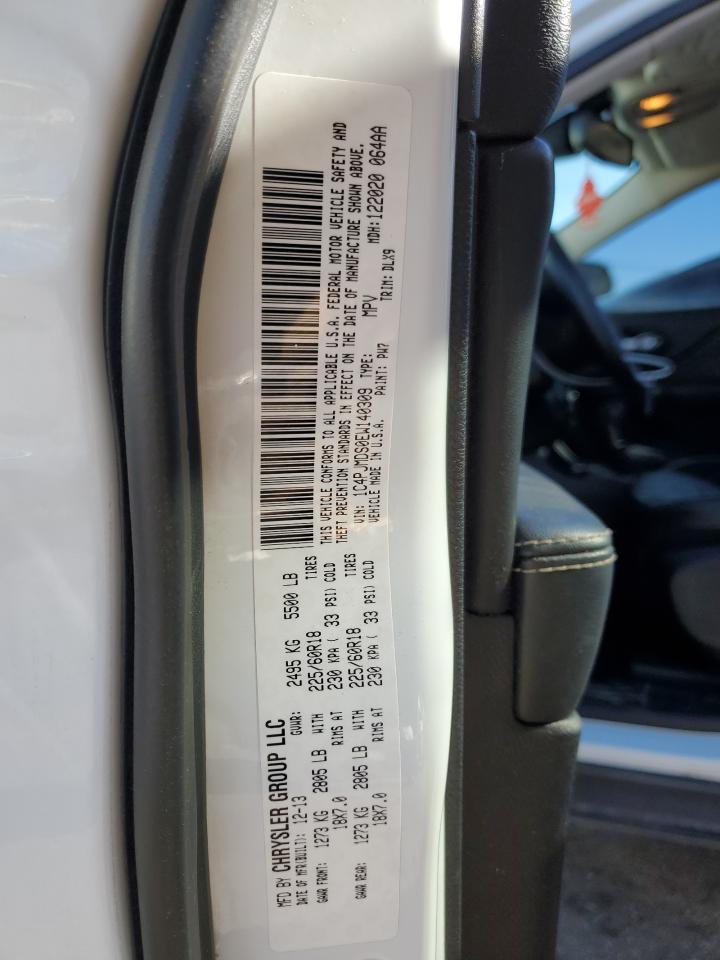 MFD BY CHRYSLER GROUP LLC
DATE OF MFR(BUILT): 12-13 GVWR: 2495 KG 5500 LB
GAWR FRONT: 1273 KG 2805 LB WITH 225/60R18 TIRES
18X7.0 RIMS AT 230 KPA ( 33 PSI) COLD
GAWR REAR: 1273 KG 2805 LB WITH 225/60R18 TIRES
18X7.0 RIMS AT 230 KPA ( 33 PSI) COLD
THIS VEHICLE CONFORMS TO ALL APPLICABLE U.S.A. FEDERAL MOTOR VEHICLE SAFETY AND
THEFT PREVENTION STANDARDS IN EFFECT ON THE DATE OF MANUFACTURE SHOWN ABOVE.
VIN: 1C4PJMDS0EW140309 TYPE: MPV MDH:122020 064AA
VEHICLE MADE IN U.S.A. PAINT: PW7 TRIM: DLX9